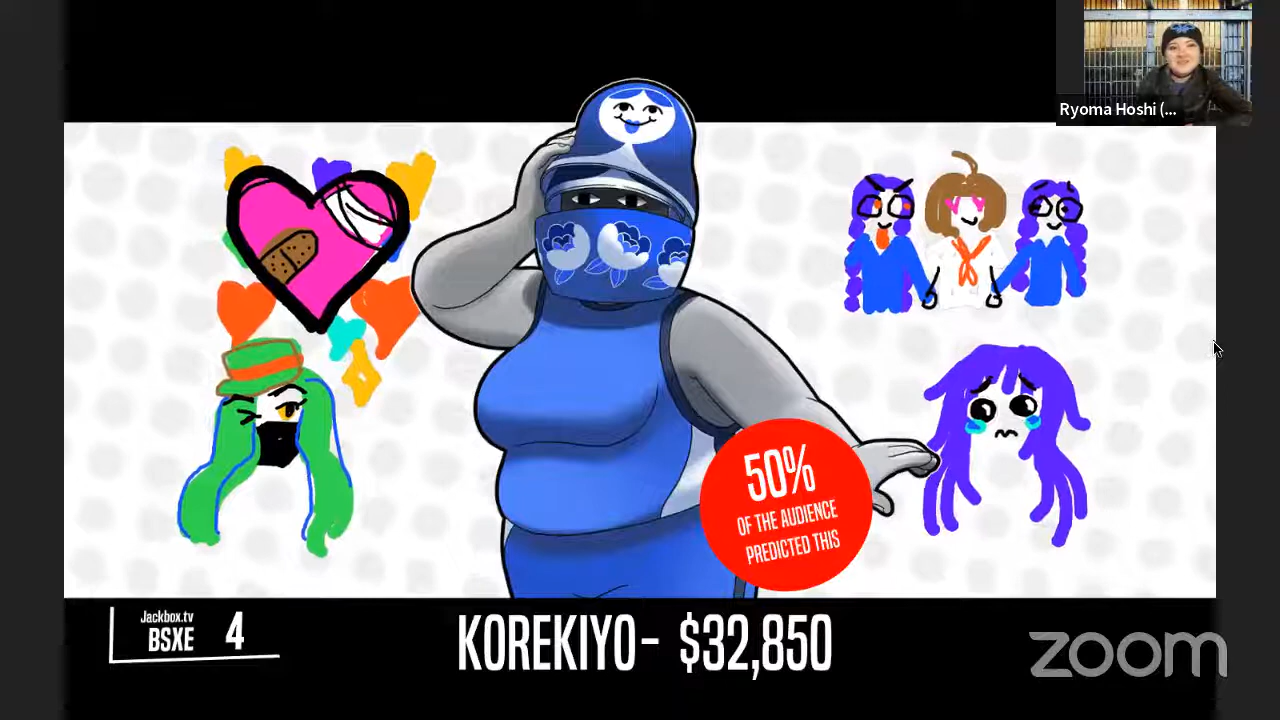 Ryoma Hoshi (...
50%
OF THE AUDIENCE
PREDICTED THIS
Jackbox.tv
BSXE 4
KOREKIYO- $32,850
zoom